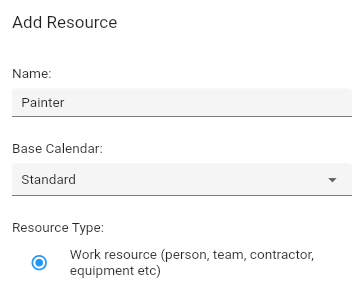 Add Resource
Name:
Painter
Base Calendar:
Standard
Resource Type:
Work resource (person, team, contractor,
equipment etc)